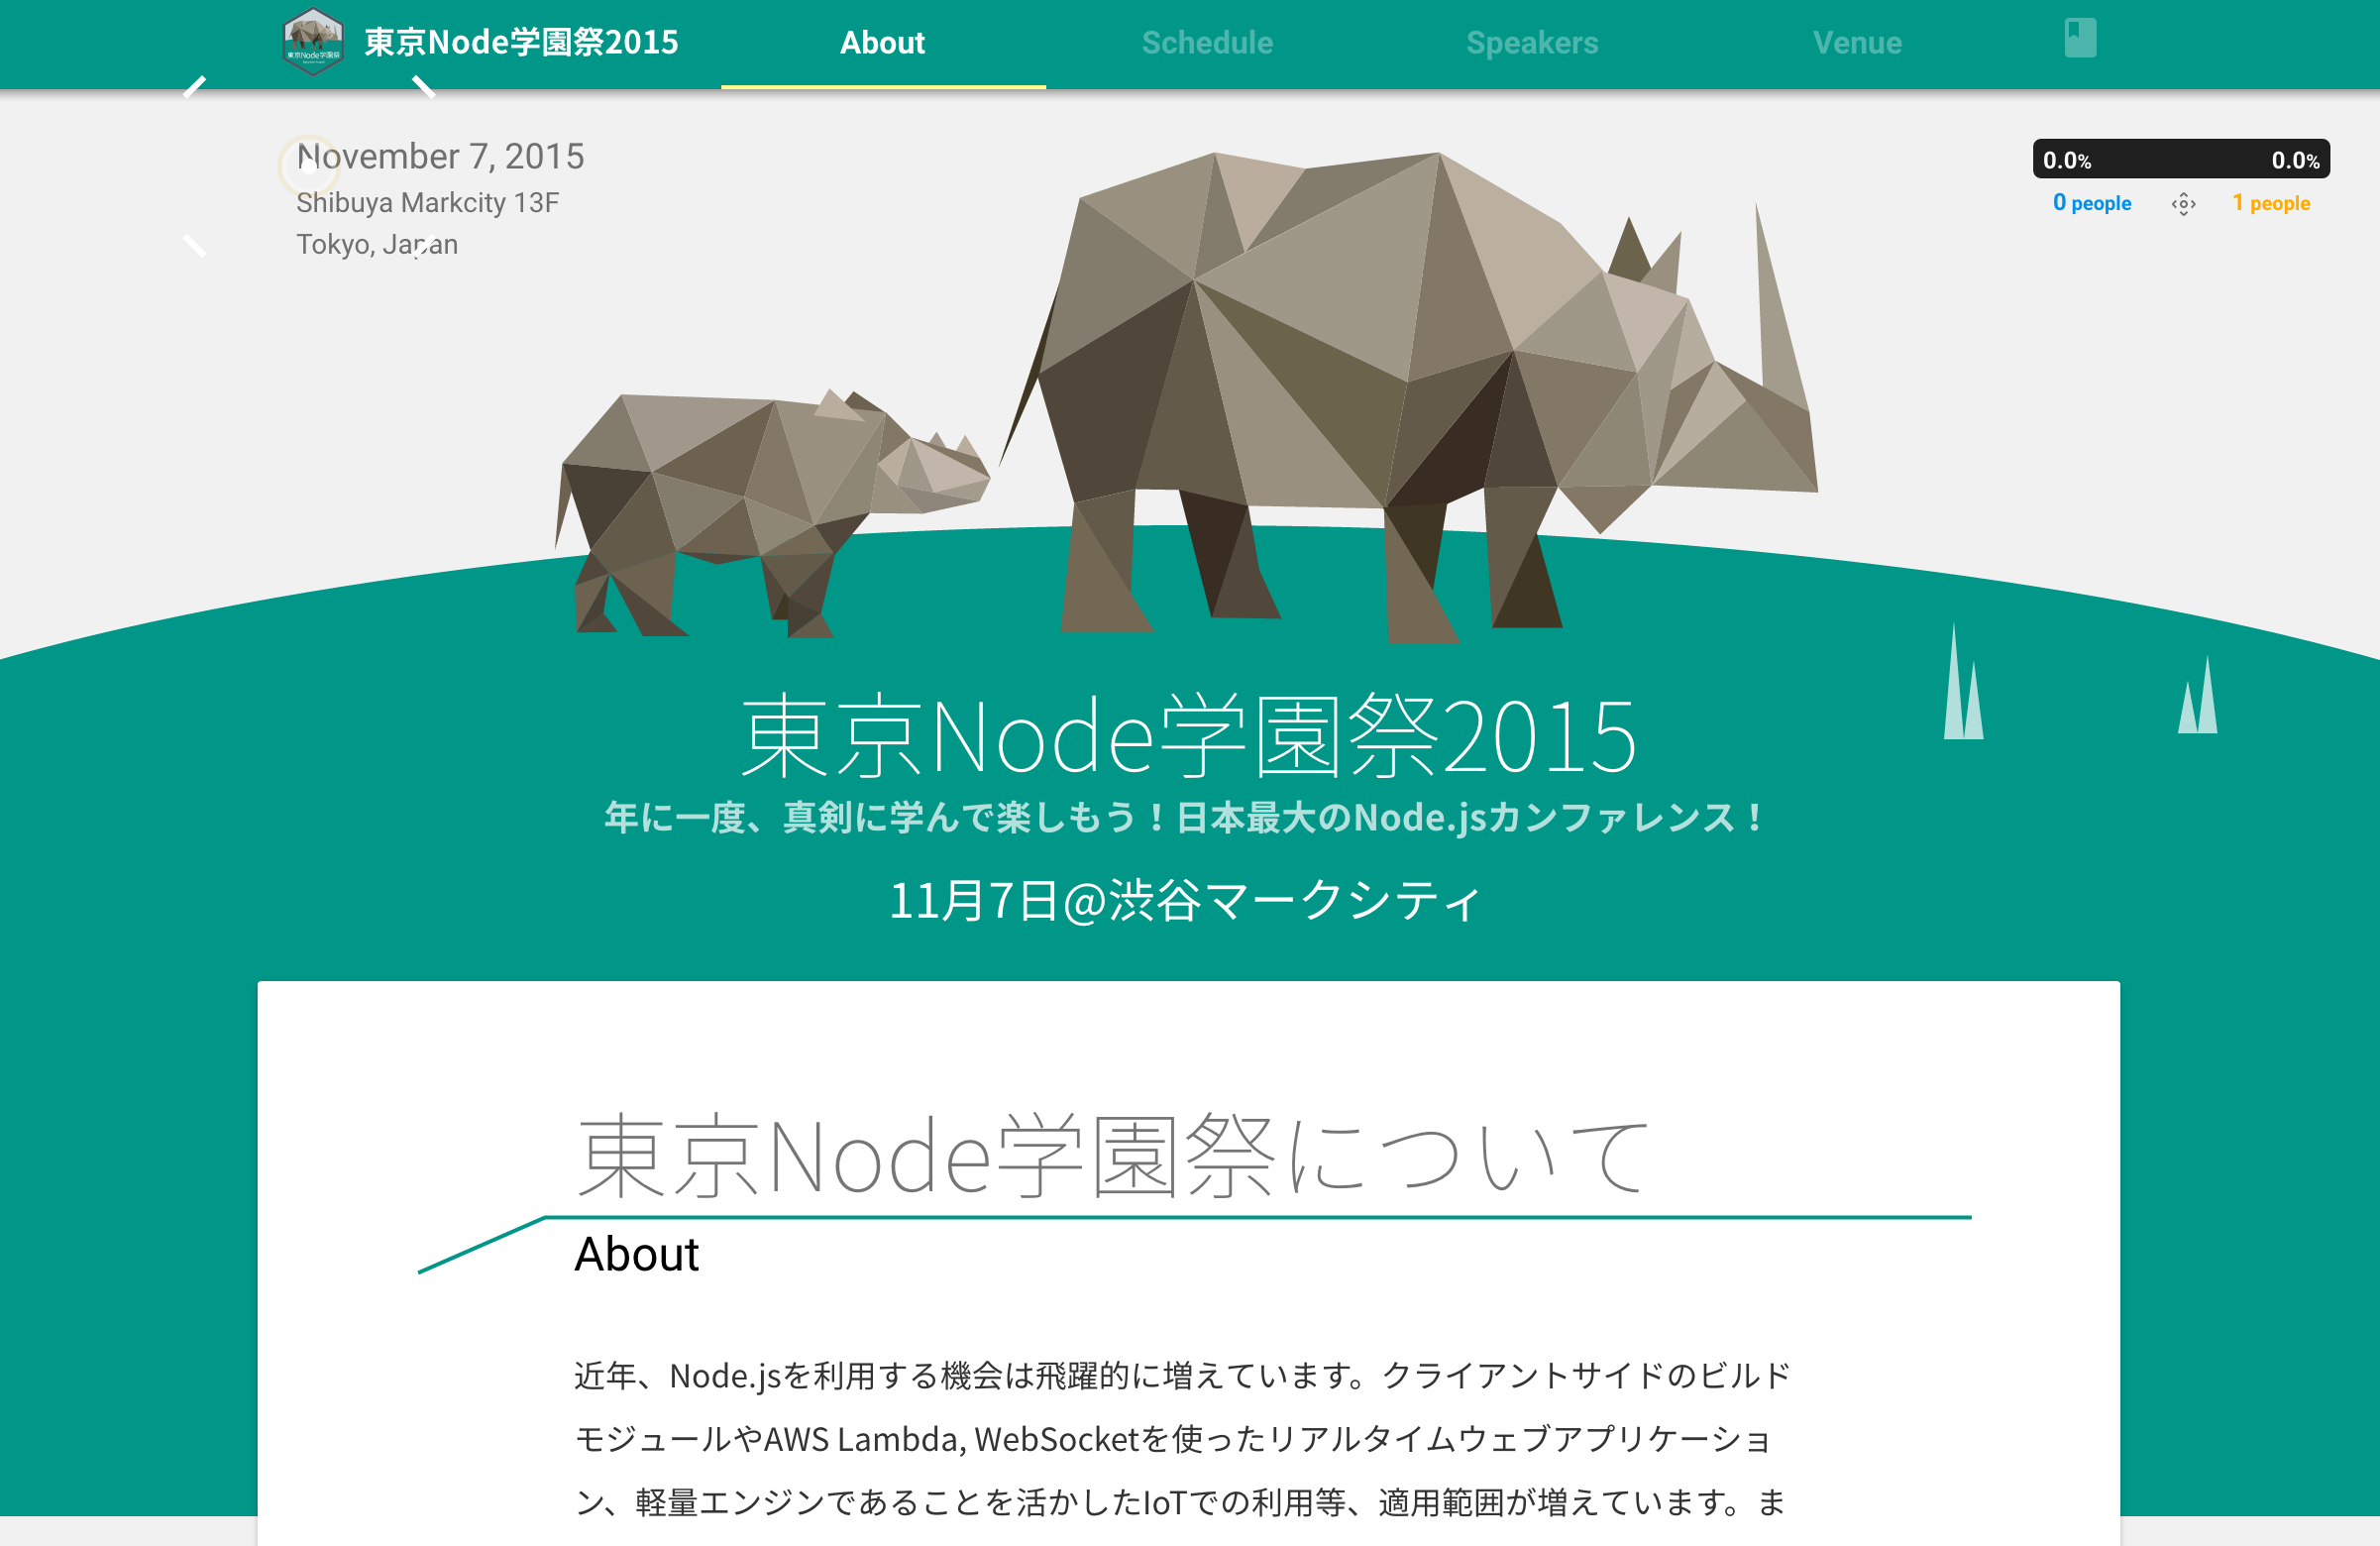 東京Node学園祭2015
About
Schedule
Speakers
Venue
November 7, 2015
Shibuya Markcity 13F
Tokyo, Japan
0.0% 0.0%
0 people 1 people
東京Node学園祭2015
年に一度、真剣に学んで楽しもう！日本最大のNode.jsカンファレンス！
11月7日@渋谷マークシティ
東京Node学園祭について
About
近年、Node.jsを利用する機会は飛躍的に増えています。クライアントサイドのビルド
モジュールやAWS Lambda, WebSocketを使ったリアルタイムウェブアプリケーショ
ン、軽量エンジンであることを活かしたIoTでの利用等、適用範囲が増えています。ま